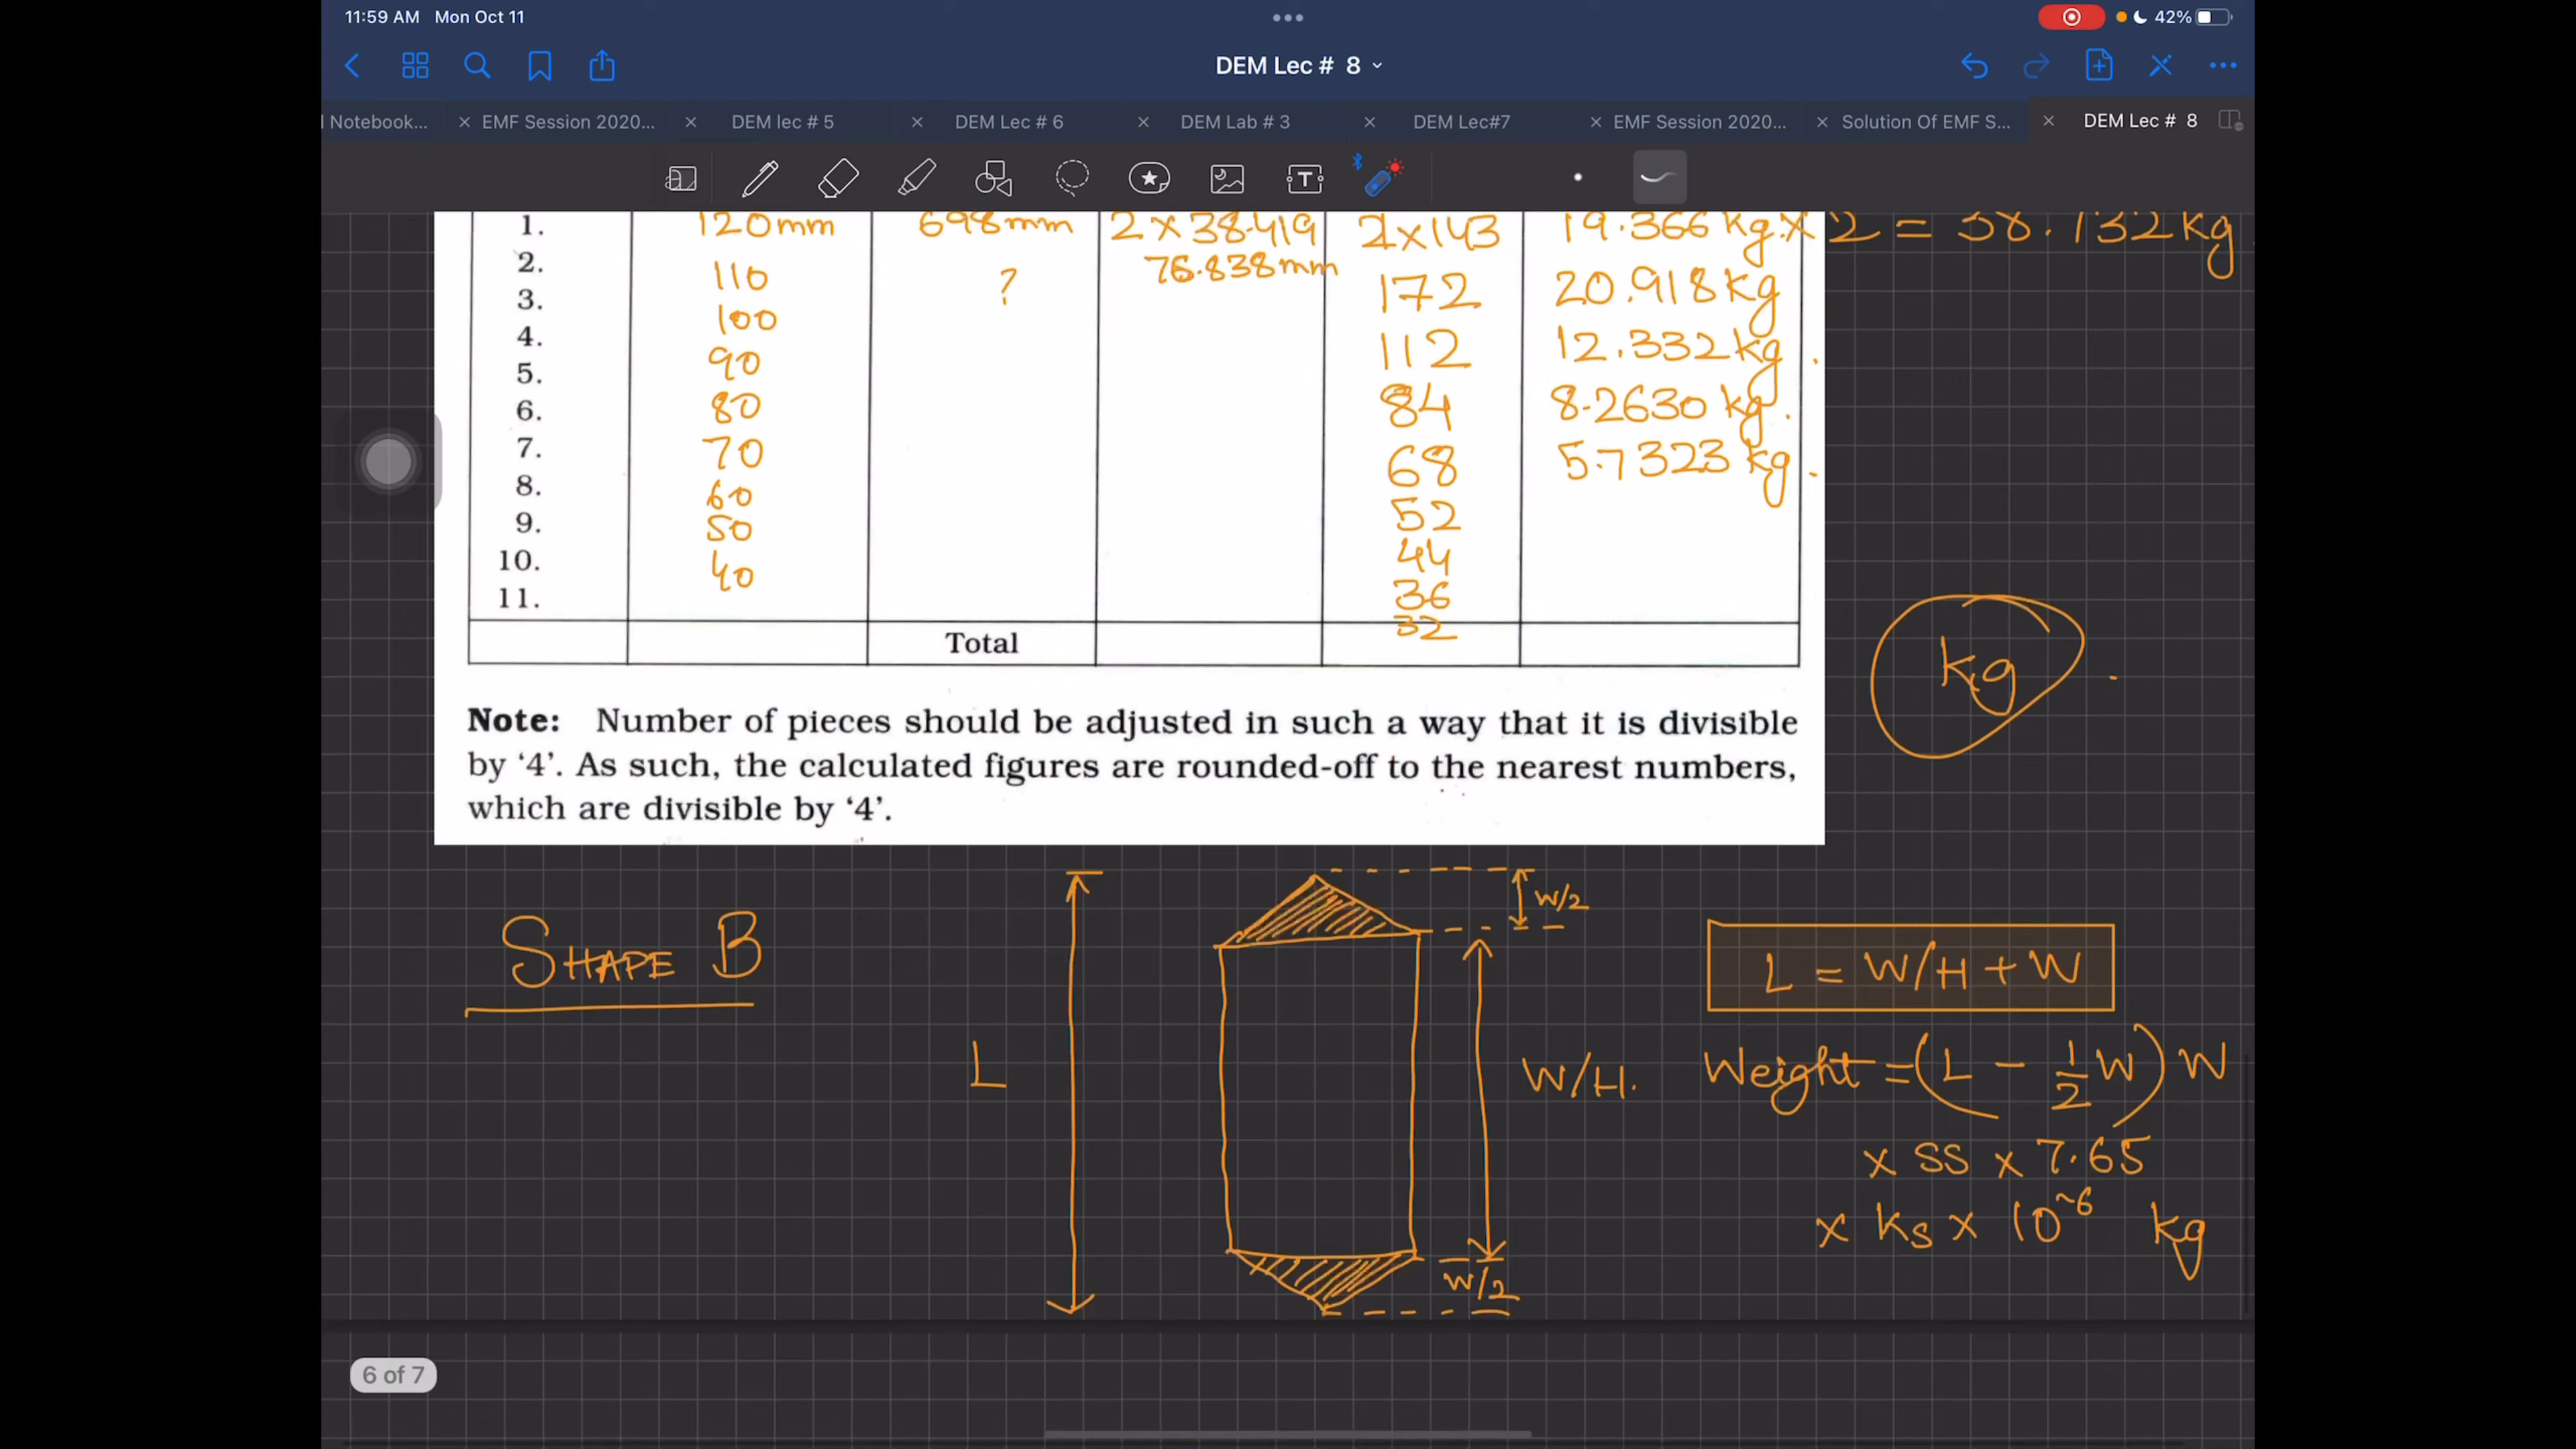 11:59 AM Mon Oct 11
42%
DEM Lec # 8
l Notebook... EMF Session 2020... DEM lec # 5 DEM Lec # 6 DEM Lab # 3 DEM Lec#7 EMF Session 2020... Solution Of EMF S... DEM Lec # 8
1. 120mm 698mm 2 x 38.419 2x143 19.366 kg x 2 = 38.732 kg
76.838mm
2. 110 ? 172 20.918 kg
3. 100 112 12.332 kg.
4. 90 84 8.2630 kg.
5. 80 68 5.7323 kg.
6. 70 52
7. 60 44
8. 50 36
9. 40 32
10.
11.
Total
kg
Note: Number of pieces should be adjusted in such a way that it is divisible
by ‘4’. As such, the calculated figures are rounded-off to the nearest numbers,
which are divisible by ‘4’.
W/2
SHAPE B
L = W/H + W
L
W/H.
Weight = (L - 1/2 W) W
x SS x 7.65
x Ks x 10^-6 kg
W/2
6 of 7